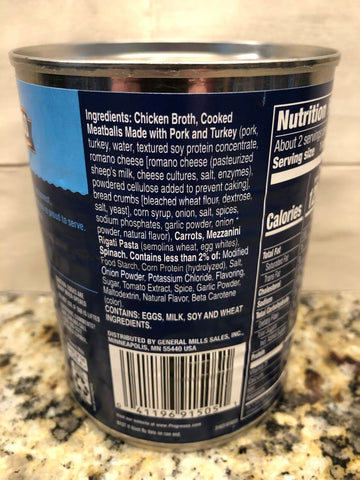 Ingredients: Chicken Broth, Cooked
Meatballs Made with Pork and Turkey (pork,
turkey, water, textured soy protein concentrate,
romano cheese [romano cheese (pasteurized
sheep's milk, cheese cultures, salt, enzymes),
powdered cellulose added to prevent caking],
bread crumbs [bleached wheat flour, dextrose,
salt, yeast], corn syrup, onion, salt, spices,
sodium phosphates, garlic powder, onion
powder, natural flavor), Carrots, Mezzanini
Rigati Pasta (semolina wheat, egg whites),
Spinach. Contains less than 2% of: Modified
Food Starch, Corn Protein (hydrolyzed), Salt,
Onion Powder, Potassium Chloride, Flavoring,
Sugar, Tomato Extract, Spice, Garlic Powder,
Maltodextrin, Natural Flavor, Beta Carotene
(color).
CONTAINS: EGGS, MILK, SOY AND WHEAT
INGREDIENTS.
DISTRIBUTED BY GENERAL MILLS SALES, INC.,
MINNEAPOLIS, MN 55440 USA
41196 91505
Nutrition
About 2 servings
Serving size
Calories
Total Fat
Cholesterol
Sodium
Protein
proud to serve.